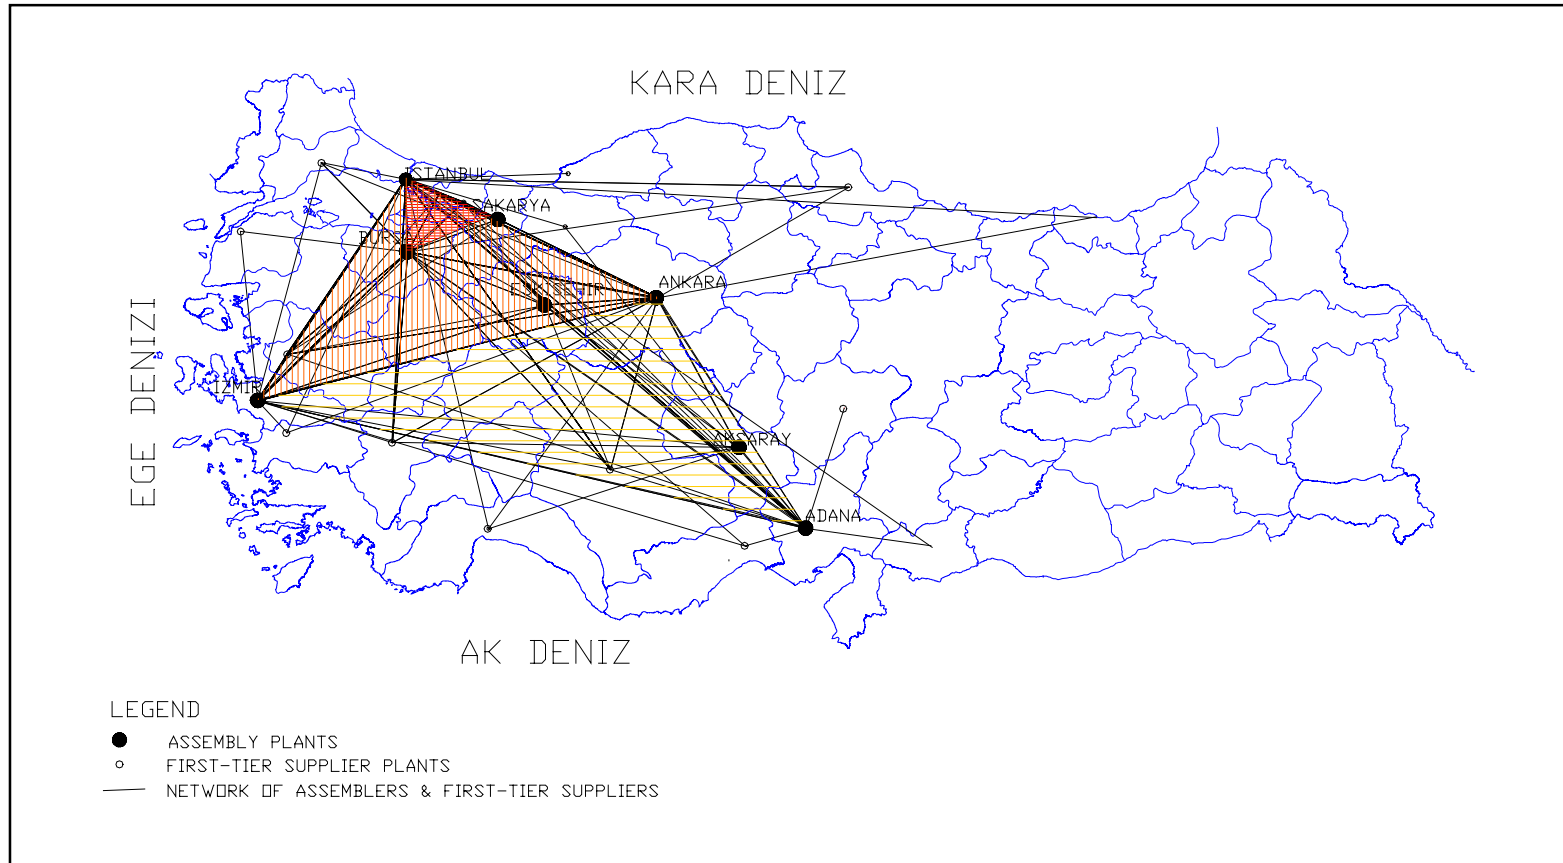 KARA DENIZ
ISTANBUL
SAKARYA
ANKARA
EGE DENIZI
IZMIR
AKSARAY
ADANA
AK DENIZ
LEGEND
ASSEMBLY PLANTS
FIRST-TIER SUPPLIER PLANTS
NETWORK OF ASSEMBLERS & FIRST-TIER SUPPLIERS